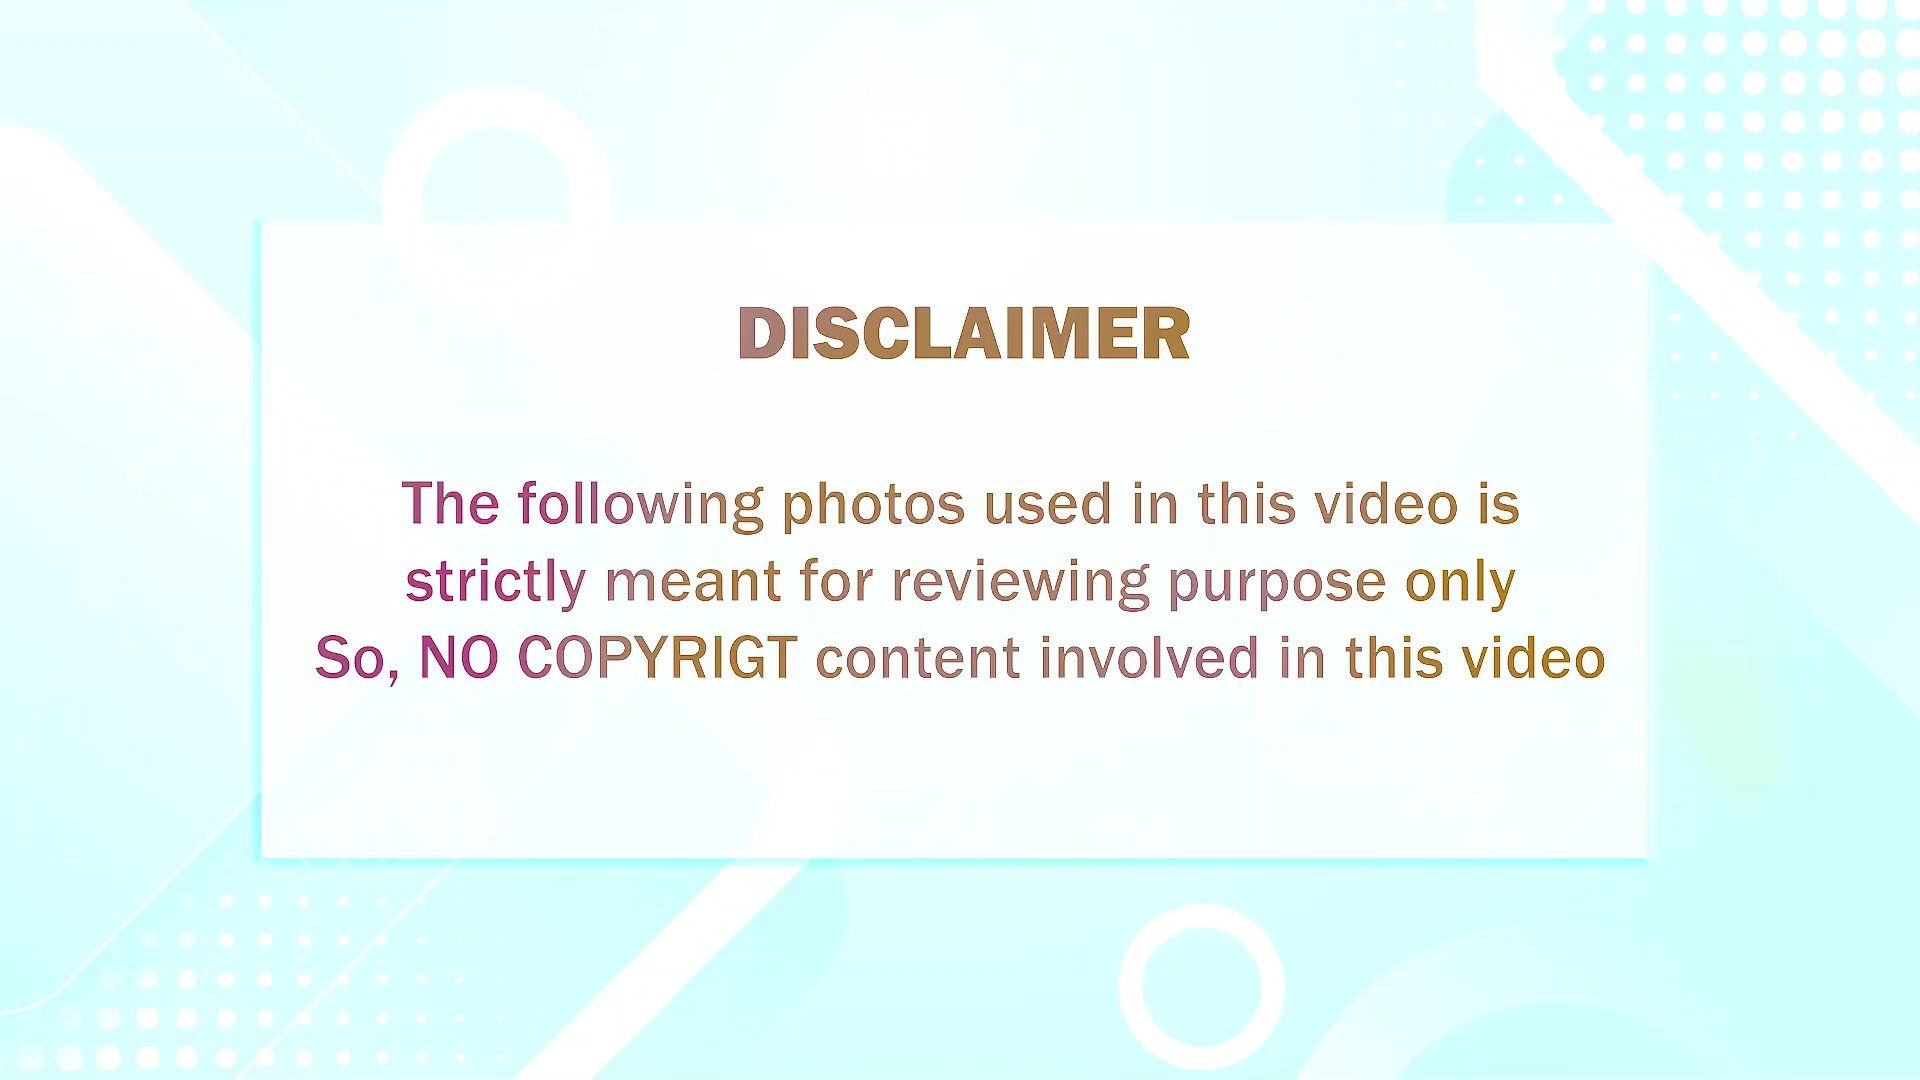 DISCLAIMER
The following photos used in this video is
strictly meant for reviewing purpose only
So, NO COPYRIGT content involved in this video